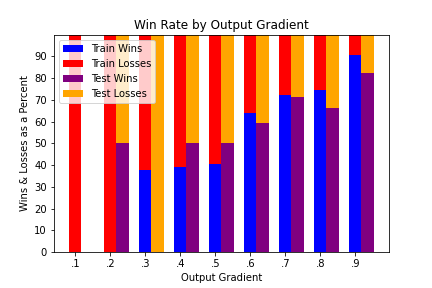 Win Rate by Output Gradient
Train Wins
Train Losses
Test Wins
Test Losses
Wins & Losses as a Percent
90
80
70
60
50
40
30
20
10
0
.1 .2 .3 .4 .5 .6 .7 .8 .9
Output Gradient